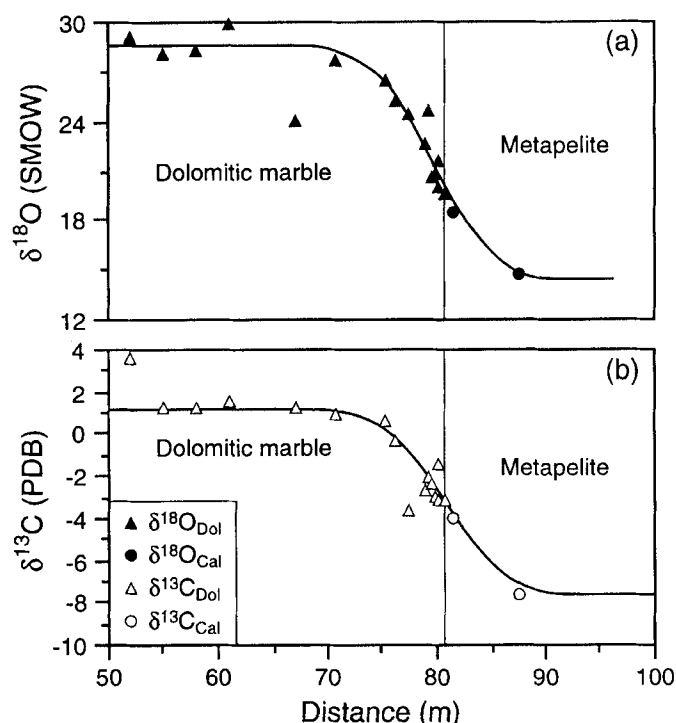 30
24
18
12
δ18O (SMOW)
(a)
Dolomitic marble
Metapelite
4
2
0
-2
-4
-6
-8
-10
δ13C (PDB)
(b)
Dolomitic marble
Metapelite
δ18ODol
δ18OCal
δ13CDol
δ13CCal
50 60 70 80 90 100
Distance (m)